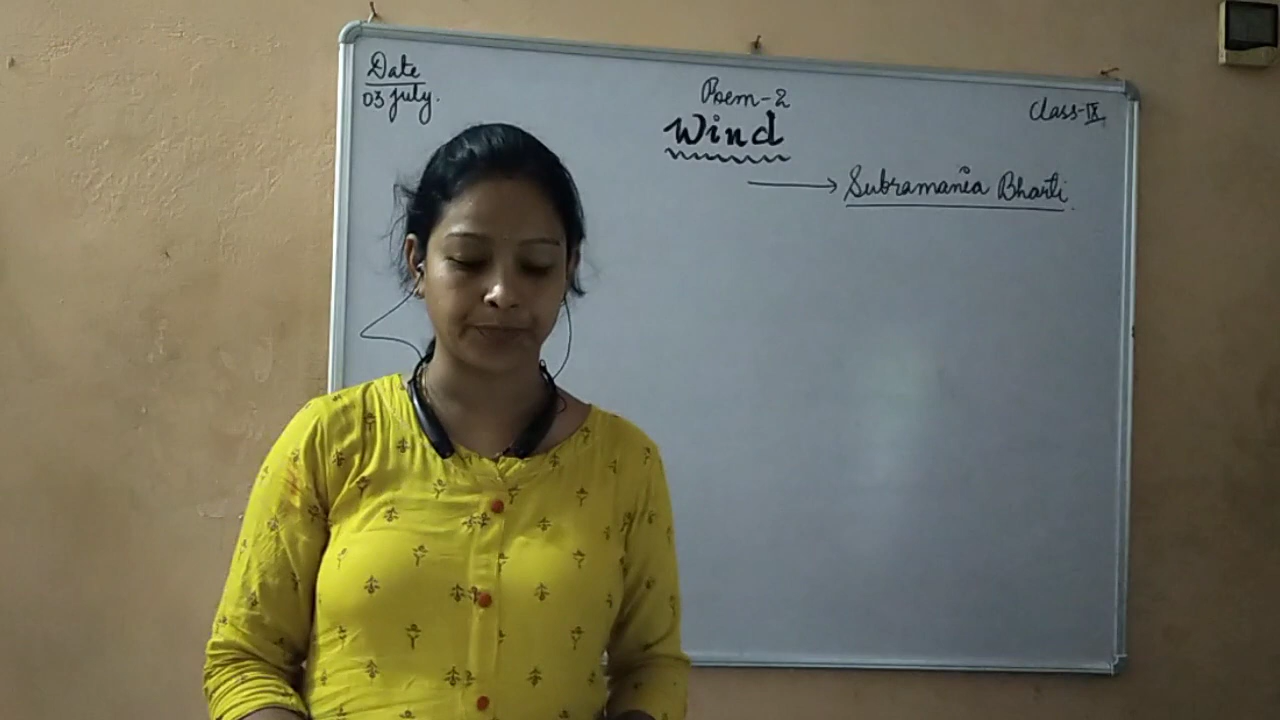 Date
03 July.
Poem-2
Wind
Class-IX
Subramania Bharti.